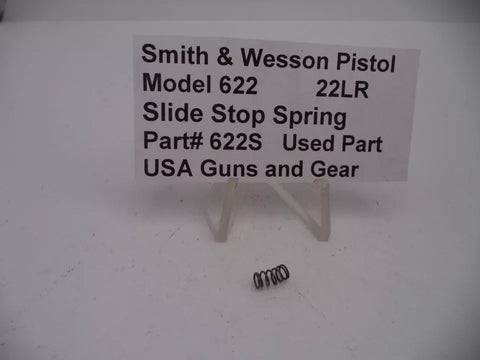 Smith & Wesson Pistol
Model 622 22LR
Slide Stop Spring
Part# 622S Used Part
USA Guns and Gear